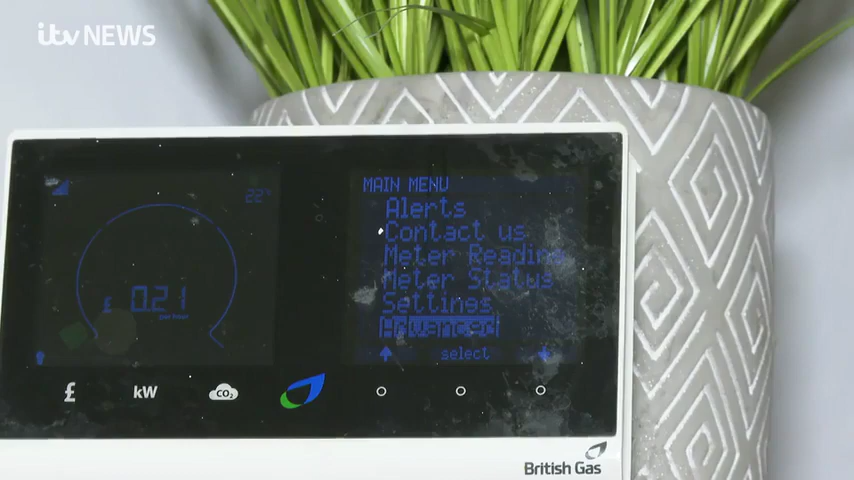 itv NEWS
22°
£ 0.21
MAIN MENU
Alerts
Contact us
Meter Reading
Meter Status
Settings
Advanced
select
£
kW
CO2
British Gas